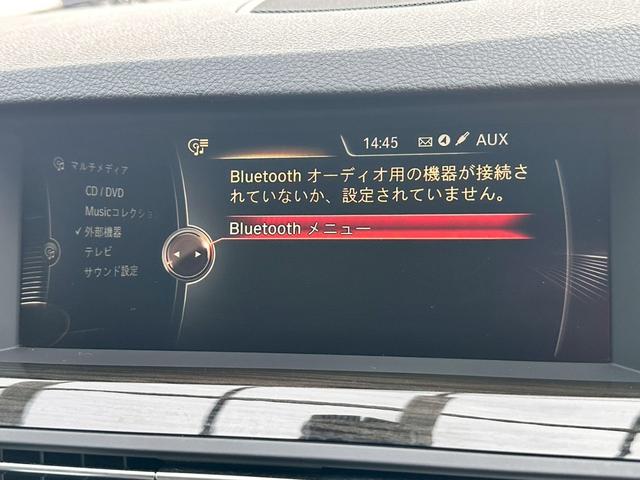 14:45 AUX
マルチメディア
CD / DVD
Musicコレクショ
外部機器
テレビ
サウンド設定
Bluetooth オーディオ用の機器が接続さ
れていないか、設定されていません。
Bluetooth メニュー